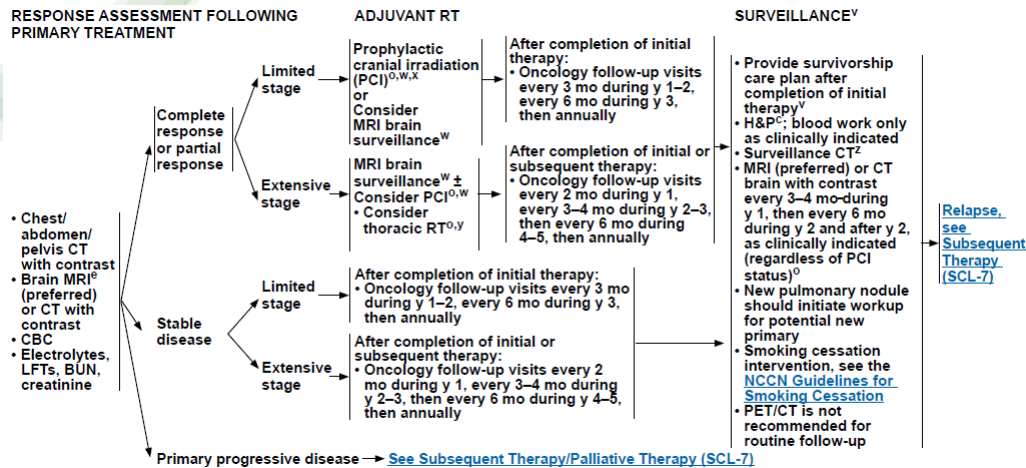 RESPONSE ASSESSMENT FOLLOWING
PRIMARY TREATMENT
ADJUVANT RT
SURVEILLANCEV
• Chest/
abdomen/
pelvis CT
with contrast
• Brain MRIe
(preferred)
or CT with
contrast
• CBC
• Electrolytes,
LFTs, BUN,
creatinine
Complete
response
or partial
response
Limited
stage
Prophylactic
cranial irradiation
(PCI)o,w,x
or
Consider
MRI brain
surveillancew
After completion of initial
therapy:
• Oncology follow-up visits
every 3 mo during y 1–2,
every 6 mo during y 3,
then annually
Extensive
stage
MRI brain
surveillancew ±
Consider PCIo,w
• Consider
thoracic RTo,y
After completion of initial or
subsequent therapy:
• Oncology follow-up visits
every 2 mo during y 1,
every 3–4 mo during y 2–3,
then every 6 mo during y
4–5, then annually
Stable
disease
Limited
stage
After completion of initial therapy:
• Oncology follow-up visits every 3 mo
during y 1–2, every 6 mo during y 3,
then annually
Extensive
stage
After completion of initial or
subsequent therapy:
• Oncology follow-up visits every 2
mo during y 1, every 3–4 mo during
y 2–3, then every 6 mo during y 4–5,
then annually
Primary progressive disease
See Subsequent Therapy/Palliative Therapy (SCL-7)
• Provide survivorship
care plan after
completion of initial
therapyv
• H&PC; blood work only
as clinically indicated
• Surveillance CTz
• MRI (preferred) or CT
brain with contrast
every 3–4 mo-during
y 1, then every 6 mo
during y 2 and after y 2,
as clinically indicated
(regardless of PCI
status)o
• New pulmonary nodule
should initiate workup
for potential new
primary
• Smoking cessation
intervention, see the
NCCN Guidelines for
Smoking Cessation
• PET/CT is not
recommended for
routine follow-up
Relapse,
see
Subsequent
Therapy
(SCL-7)